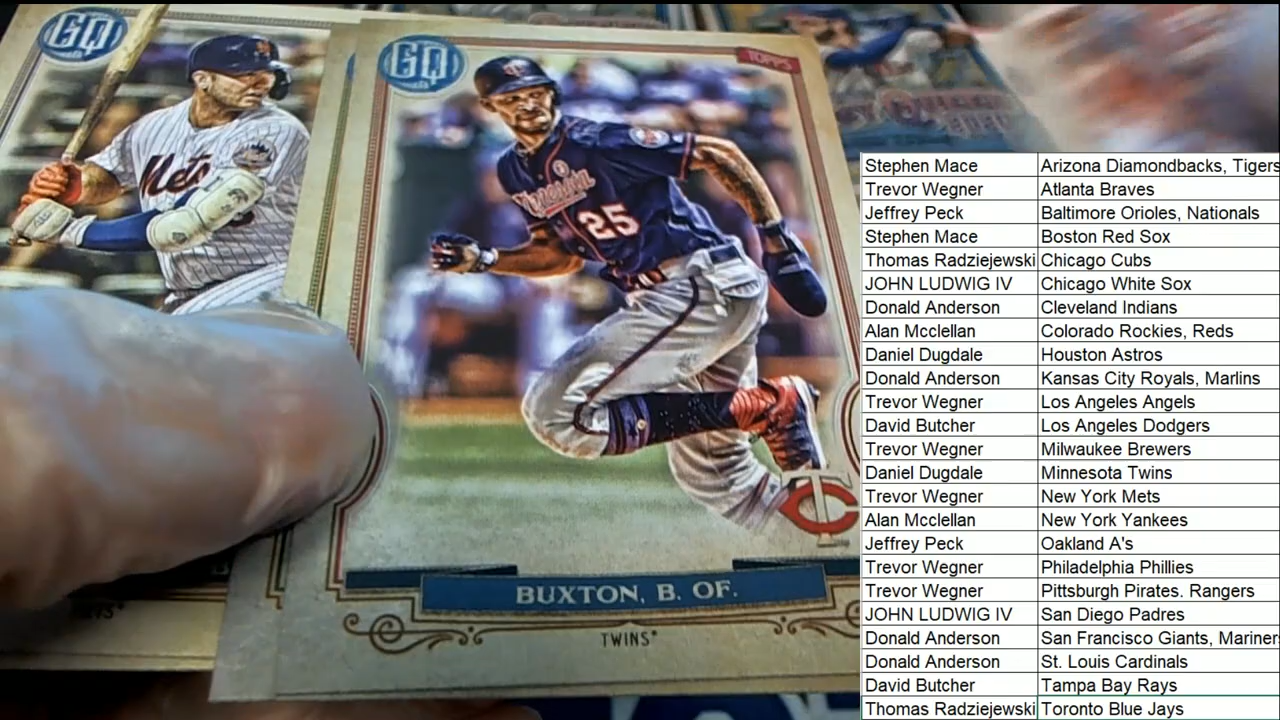 GQ
GQ
TOPPS
Mets
Minnesota
25
TC
BUXTON, B. OF.
TWINS
Stephen Mace Arizona Diamondbacks, Tigers
Trevor Wegner Atlanta Braves
Jeffrey Peck Baltimore Orioles, Nationals
Stephen Mace Boston Red Sox
Thomas Radziejewski Chicago Cubs
JOHN LUDWIG IV Chicago White Sox
Donald Anderson Cleveland Indians
Alan Mcclellan Colorado Rockies, Reds
Daniel Dugdale Houston Astros
Donald Anderson Kansas City Royals, Marlins
Trevor Wegner Los Angeles Angels
David Butcher Los Angeles Dodgers
Trevor Wegner Milwaukee Brewers
Daniel Dugdale Minnesota Twins
Trevor Wegner New York Mets
Alan Mcclellan New York Yankees
Jeffrey Peck Oakland A's
Trevor Wegner Philadelphia Phillies
Trevor Wegner Pittsburgh Pirates. Rangers
JOHN LUDWIG IV San Diego Padres
Donald Anderson San Francisco Giants, Mariner
Donald Anderson St. Louis Cardinals
David Butcher Tampa Bay Rays
Thomas Radziejewski Toronto Blue Jays